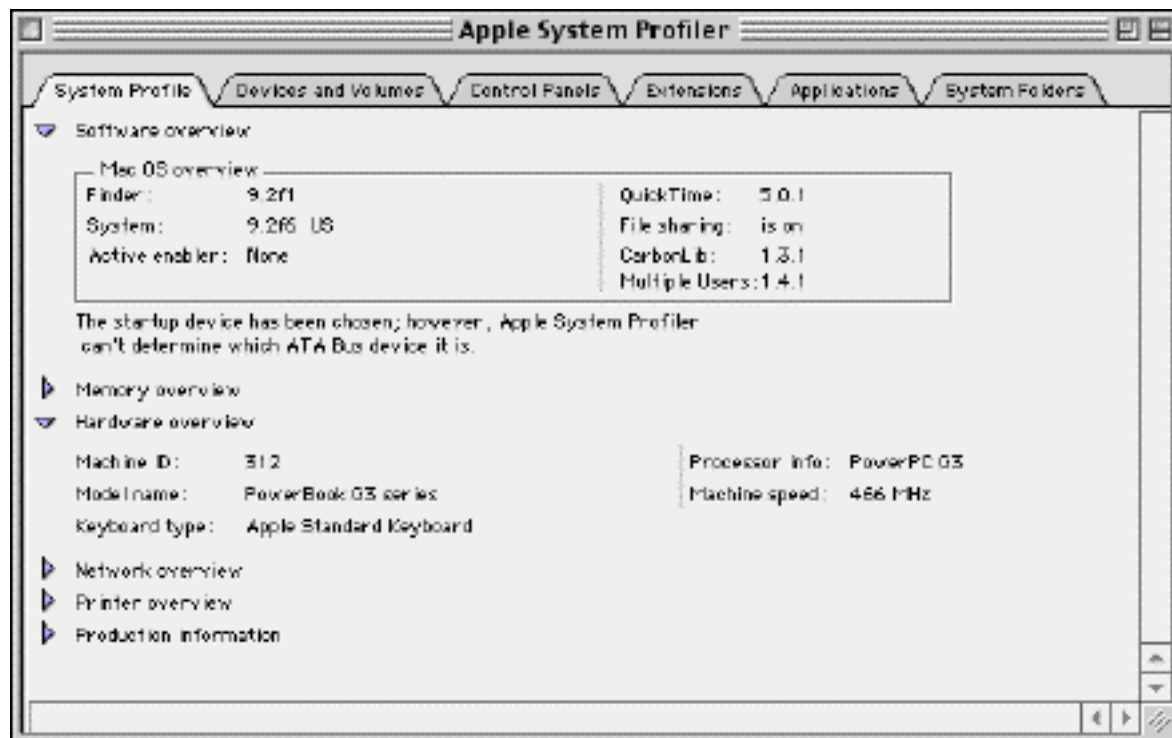 Apple System Profiler
System Profile Devices and Volumes Control Panels Extensions Applications System Folders
Software overview
Mac OS overview
Finder: 9.2f1 QuickTime: 5.0.1
System: 9.2f6 US File sharing: is on
Active enabler: None CarbonLib: 1.3.1
Multiple Users: 1.4.1
The startup device has been chosen; however, Apple System Profiler
can't determine which ATA Bus device it is.
Memory overview
Hardware overview
Machine ID: 312 Processor info: PowerPC G3
Model name: PowerBook G3 series Machine speed: 466 MHz
Keyboard type: Apple Standard Keyboard
Network overview
Printer overview
Production information